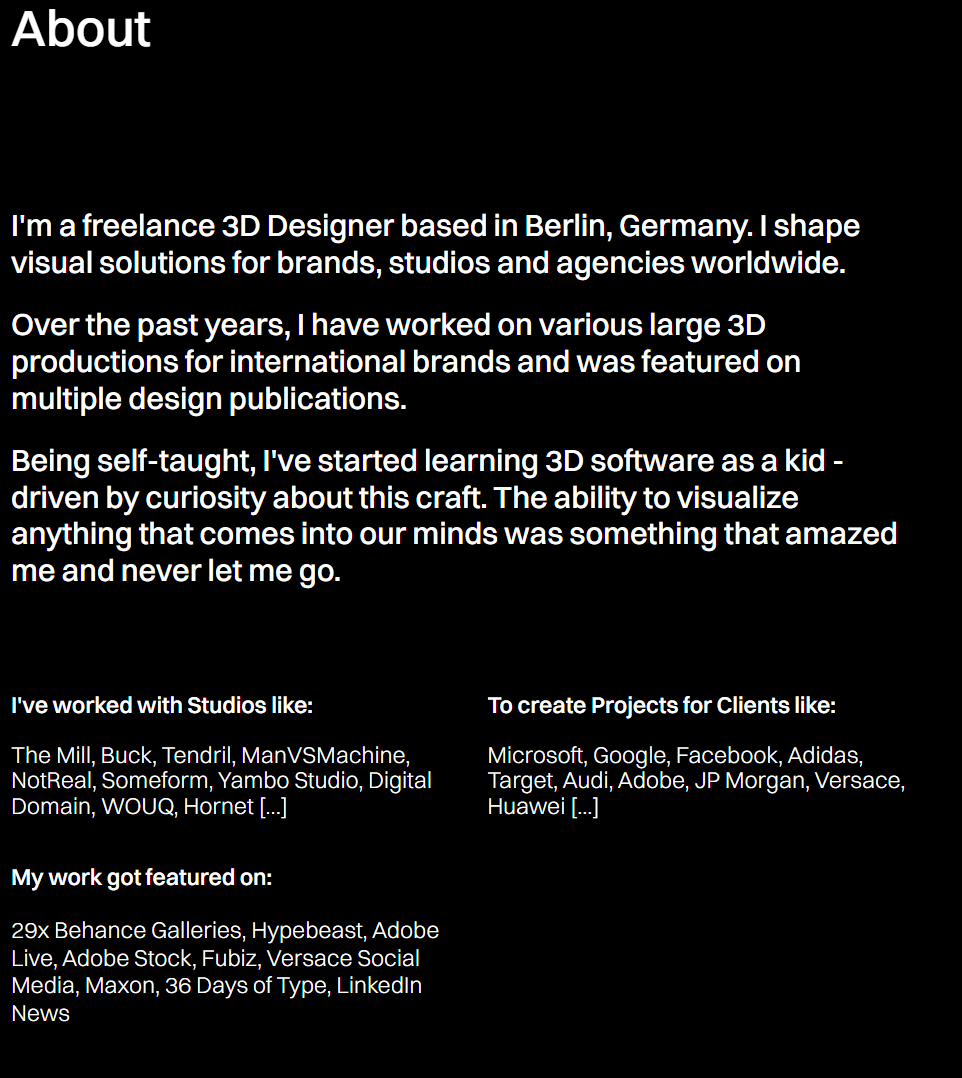 About
I'm a freelance 3D Designer based in Berlin, Germany. I shape
visual solutions for brands, studios and agencies worldwide.
Over the past years, I have worked on various large 3D
productions for international brands and was featured on
multiple design publications.
Being self-taught, I've started learning 3D software as a kid -
driven by curiosity about this craft. The ability to visualize
anything that comes into our minds was something that amazed
me and never let me go.
I've worked with Studios like:
The Mill, Buck, Tendril, ManVSMachine,
NotReal, Someform, Yambo Studio, Digital
Domain, WOUQ, Hornet [...]
To create Projects for Clients like:
Microsoft, Google, Facebook, Adidas,
Target, Audi, Adobe, JP Morgan, Versace,
Huawei [...]
My work got featured on:
29x Behance Galleries, Hypebeast, Adobe
Live, Adobe Stock, Fubiz, Versace Social
Media, Maxon, 36 Days of Type, LinkedIn
News